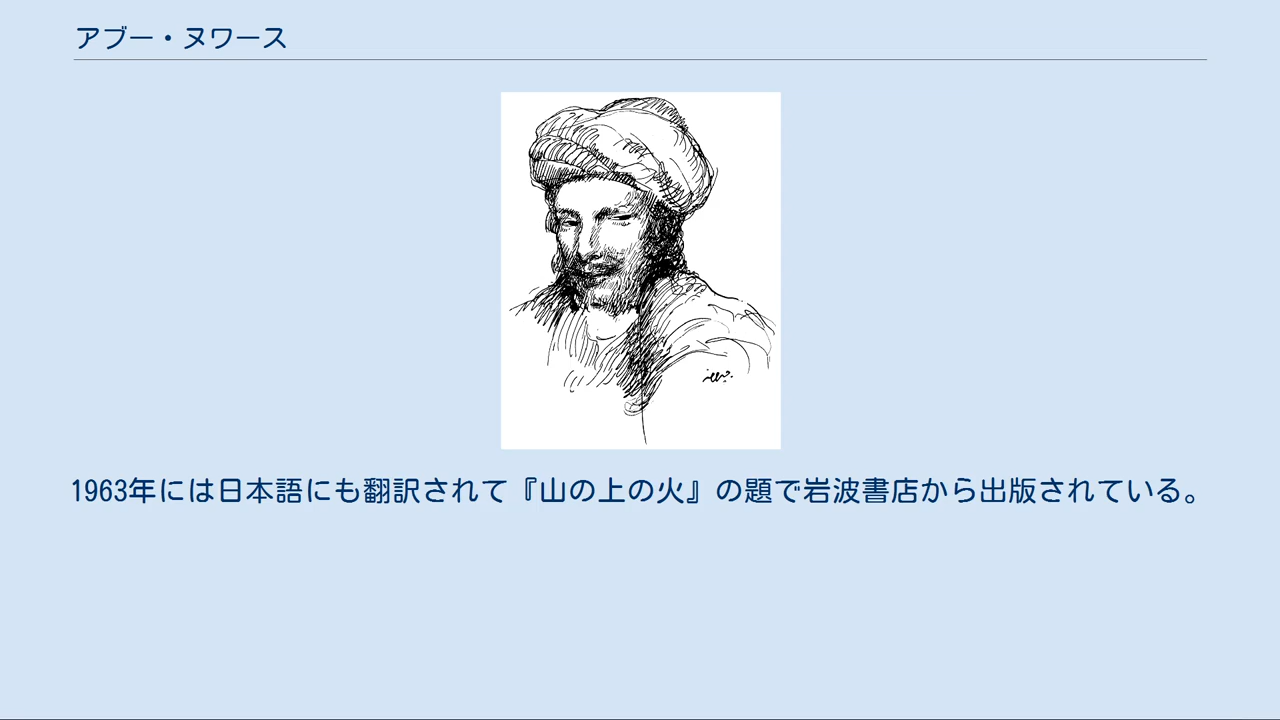 アブー・ヌワース
1963年には日本語にも翻訳されて『山の上の火』の題で岩波書店から出版されている。